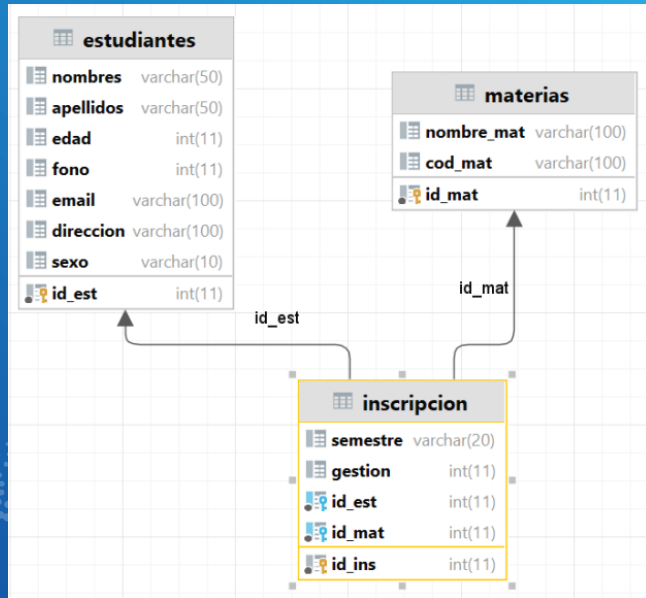 estudiantes
nombres varchar(50)
apellidos varchar(50)
edad int(11)
fono int(11)
email varchar(100)
direccion varchar(100)
sexo varchar(10)
id_est int(11)
materias
nombre_mat varchar(100)
cod_mat varchar(100)
id_mat int(11)
id_est
id_mat
inscripcion
semestre varchar(20)
gestion int(11)
id_est int(11)
id_mat int(11)
id_ins int(11)